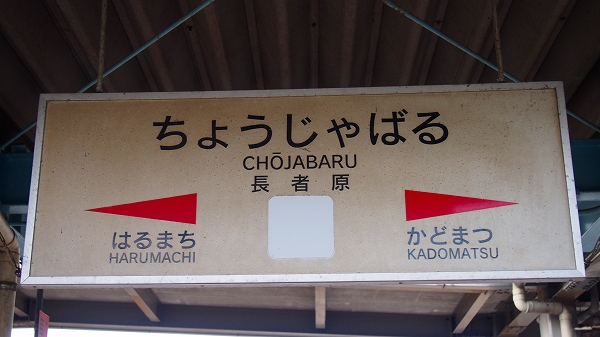 ちょうじゃばる
CHŌJABARU
長者原
はるまち
HARUMACHI
かどまつ
KADOMATSU